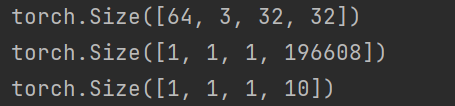 torch.Size([64, 3, 32, 32])
torch.Size([1, 1, 1, 196608])
torch.Size([1, 1, 1, 10])